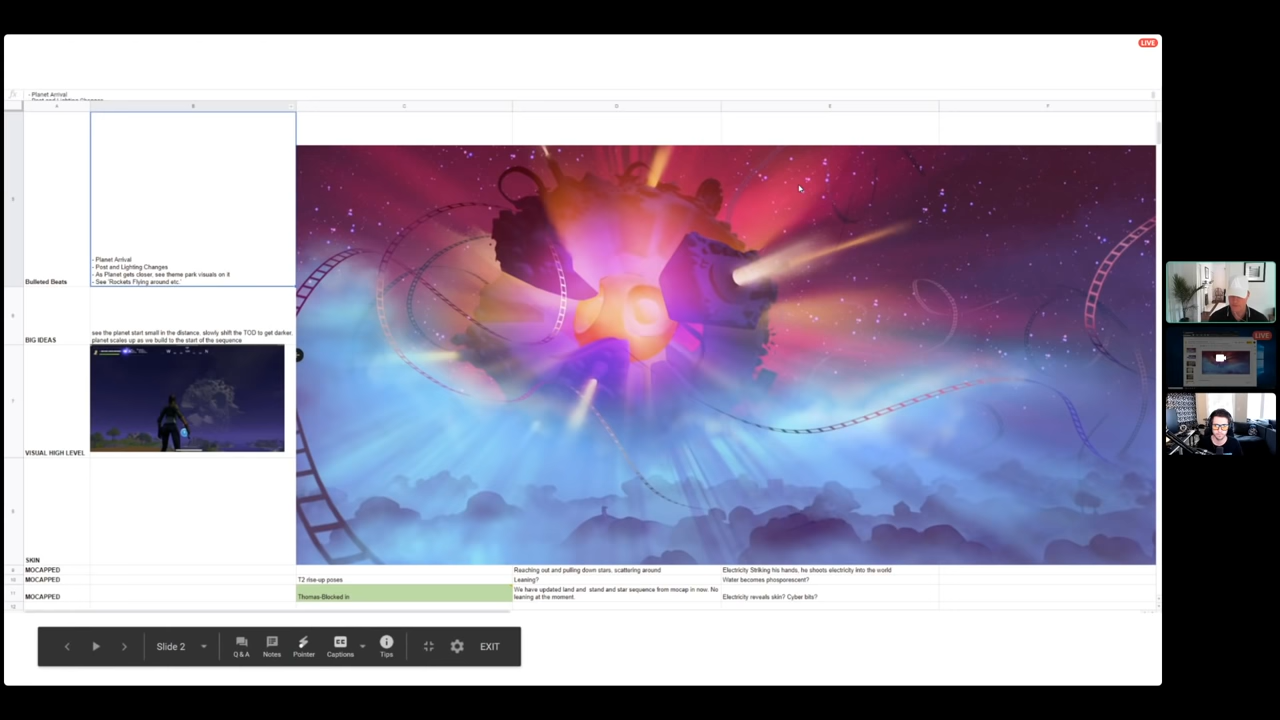 LIVE
fx
- Planet Arrival
- Post end Lighting Changes
A
B
C
D
E
F
- Planet Arrival
- Post end Lighting Changes
- As Planet gets closer, see theme park visuals on it
- See 'Rockets Flying around etc.'
Bulleted Beats
see the planet start small in the distance, slowly shift the TOD to get darker,
planet scales up as we build to the start of the sequence
BIG IDEAS
LIVE
VISUAL HIGH LEVEL
SKIN
MOCAPPED
Reaching out and pulling down stars, scattering around
Electricity Striking his hands, he shoots electricity into the world
MOCAPPED
T2 rise-up poses
Leaning?
Water becomes phosporescent?
MOCAPPED
Thomas-Blocked in
We have updated land and stand and star sequence from mocap in now. No
leaning at the moment.
Electricity reveals skin? Cyber bits?
Slide 2
Q & A
Notes
Pointer
Captions
Tips
EXIT